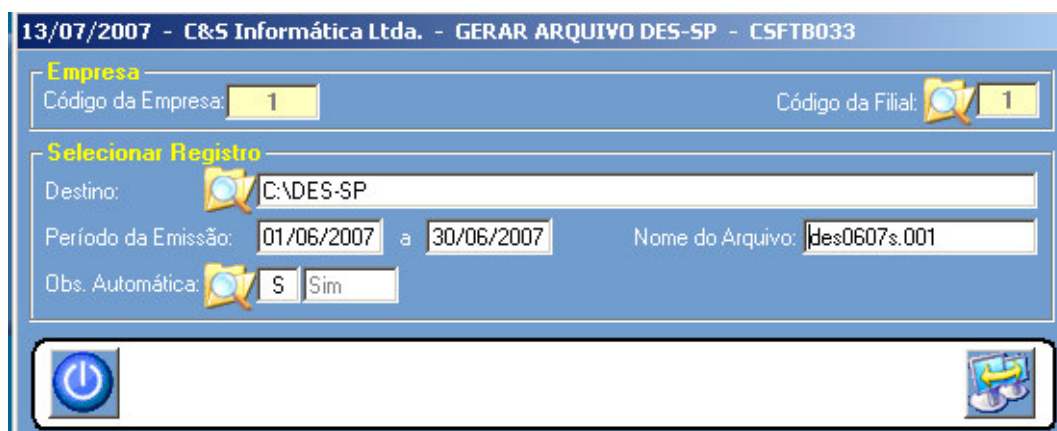 13/07/2007 - C&S Informática Ltda. - GERAR ARQUIVO DES-SP - CSFTB033
Empresa
Código da Empresa: 1 Código da Filial: 1
Selecionar Registro
Destino: C:\DES-SP
Período da Emissão: 01/06/2007 a 30/06/2007 Nome do Arquivo: des0607s.001
Obs. Automática: S Sim